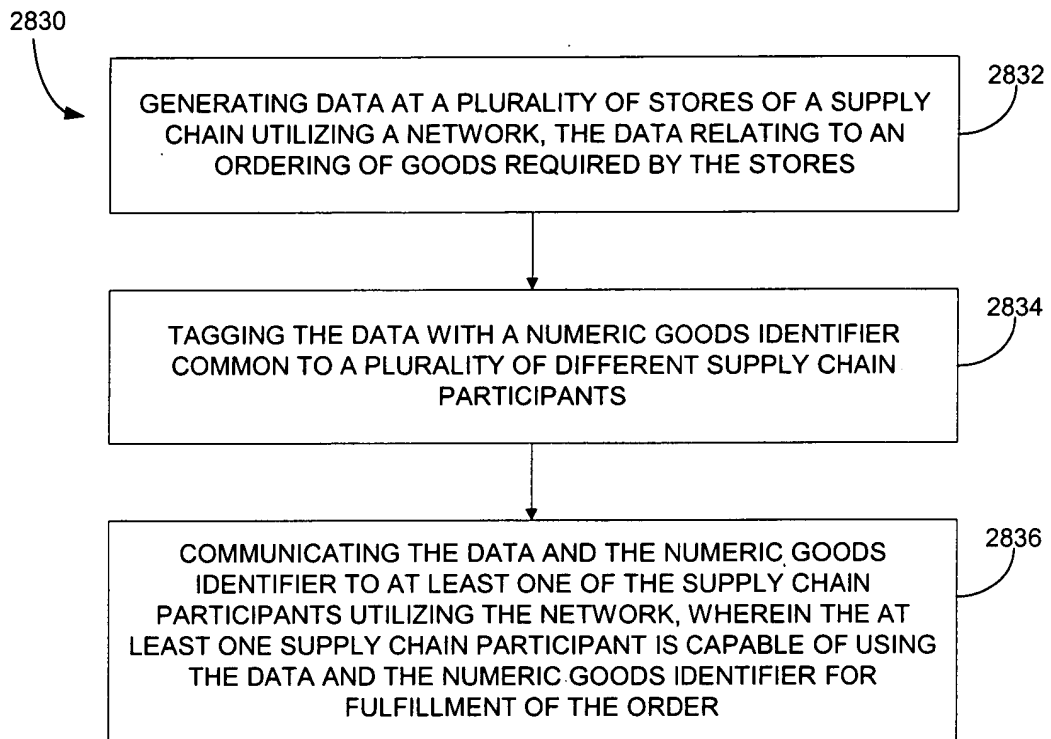 2830
2832
GENERATING DATA AT A PLURALITY OF STORES OF A SUPPLY
CHAIN UTILIZING A NETWORK, THE DATA RELATING TO AN
ORDERING OF GOODS REQUIRED BY THE STORES
2834
TAGGING THE DATA WITH A NUMERIC GOODS IDENTIFIER
COMMON TO A PLURALITY OF DIFFERENT SUPPLY CHAIN
PARTICIPANTS
2836
COMMUNICATING THE DATA AND THE NUMERIC GOODS
IDENTIFIER TO AT LEAST ONE OF THE SUPPLY CHAIN
PARTICIPANTS UTILIZING THE NETWORK, WHEREIN THE AT
LEAST ONE SUPPLY CHAIN PARTICIPANT IS CAPABLE OF USING
THE DATA AND THE NUMERIC GOODS IDENTIFIER FOR
FULFILLMENT OF THE ORDER